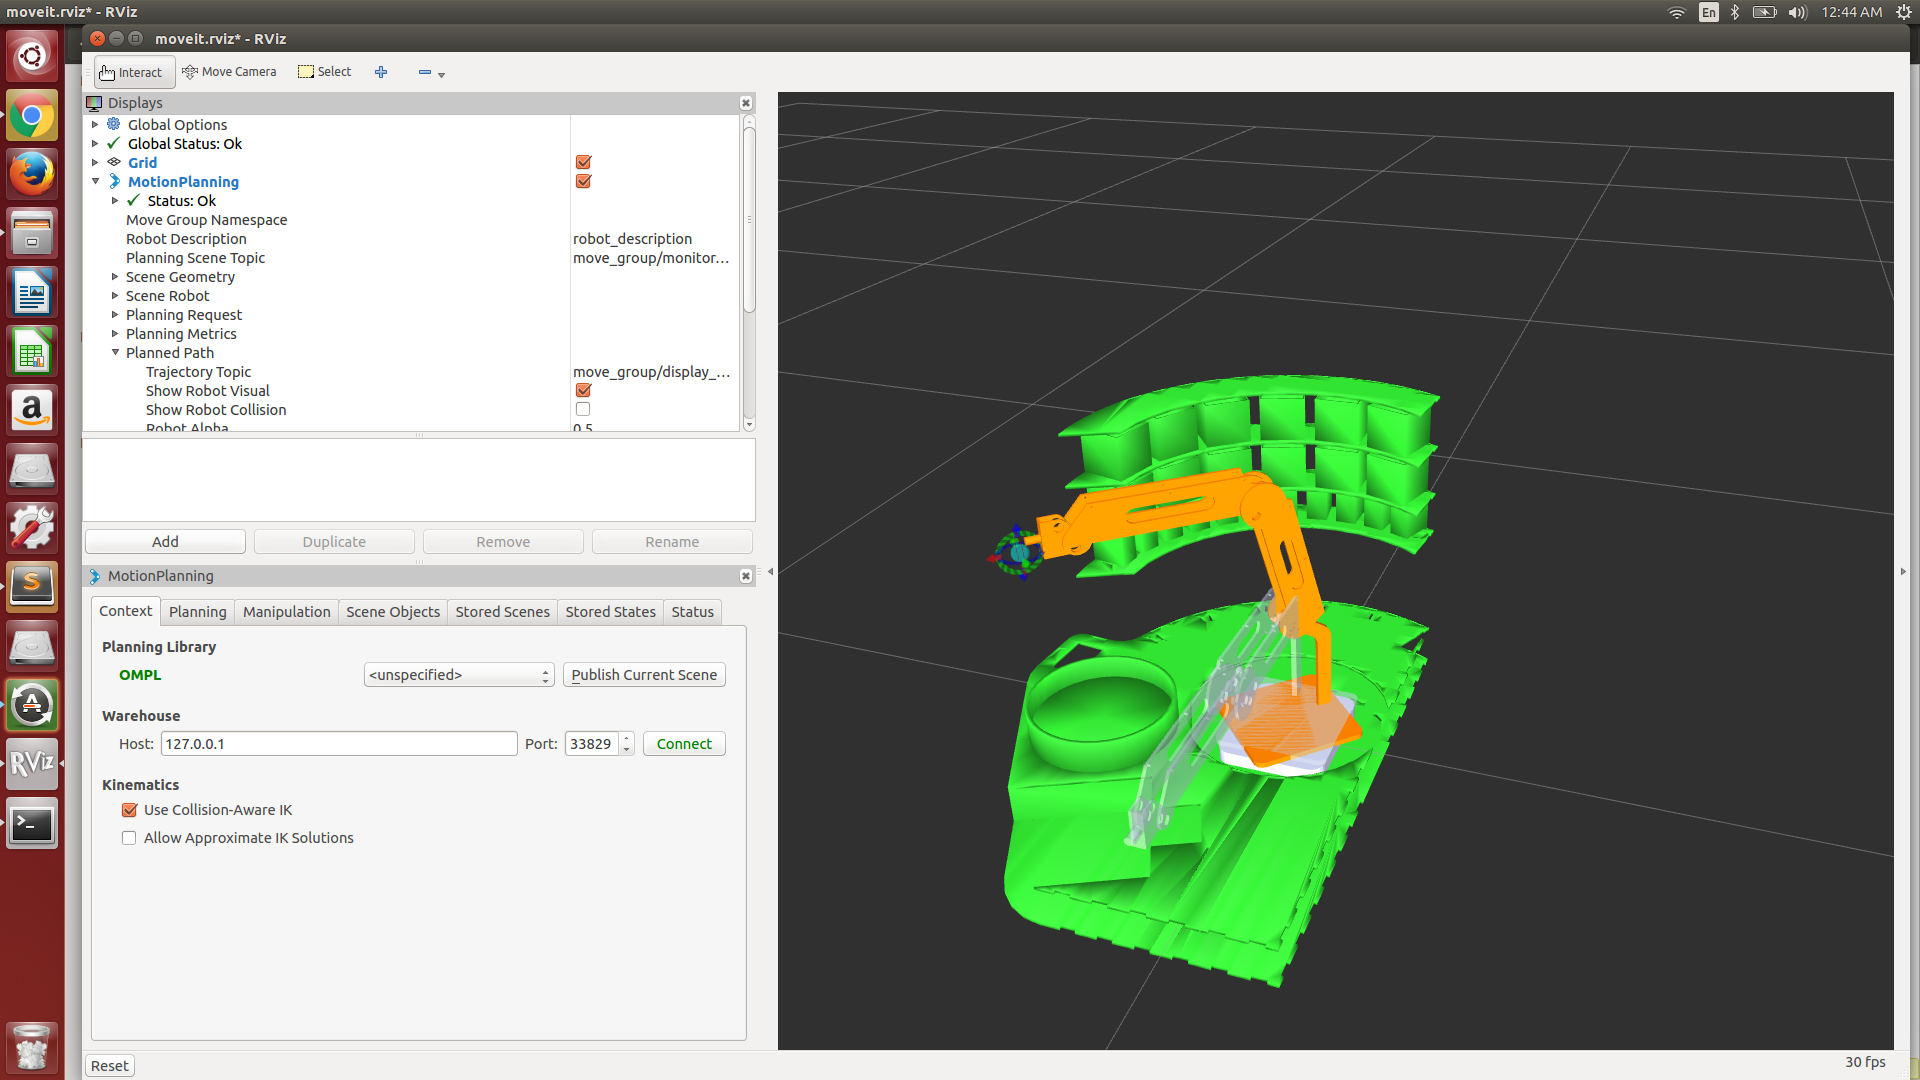 moveit.rviz* - RViz
En
12:44 AM
moveit.rviz* - RViz
Interact
Move Camera
Select
Displays
Global Options
Global Status: Ok
Grid
MotionPlanning
Status: Ok
Move Group Namespace
Robot Description robot_description
Planning Scene Topic move_group/monitor...
Scene Geometry
Scene Robot
Planning Request
Planning Metrics
Planned Path
Trajectory Topic move_group/display_...
Show Robot Visual
Show Robot Collision
Robot Alpha 0.5
Add Duplicate Remove Rename
MotionPlanning
Context Planning Manipulation Scene Objects Stored Scenes Stored States Status
Planning Library
OMPL <unspecified> Publish Current Scene
Warehouse
Host: 127.0.0.1 Port: 33829 Connect
Kinematics
Use Collision-Aware IK
Allow Approximate IK Solutions
Reset
30 fps
a
S
A
RViz
>_